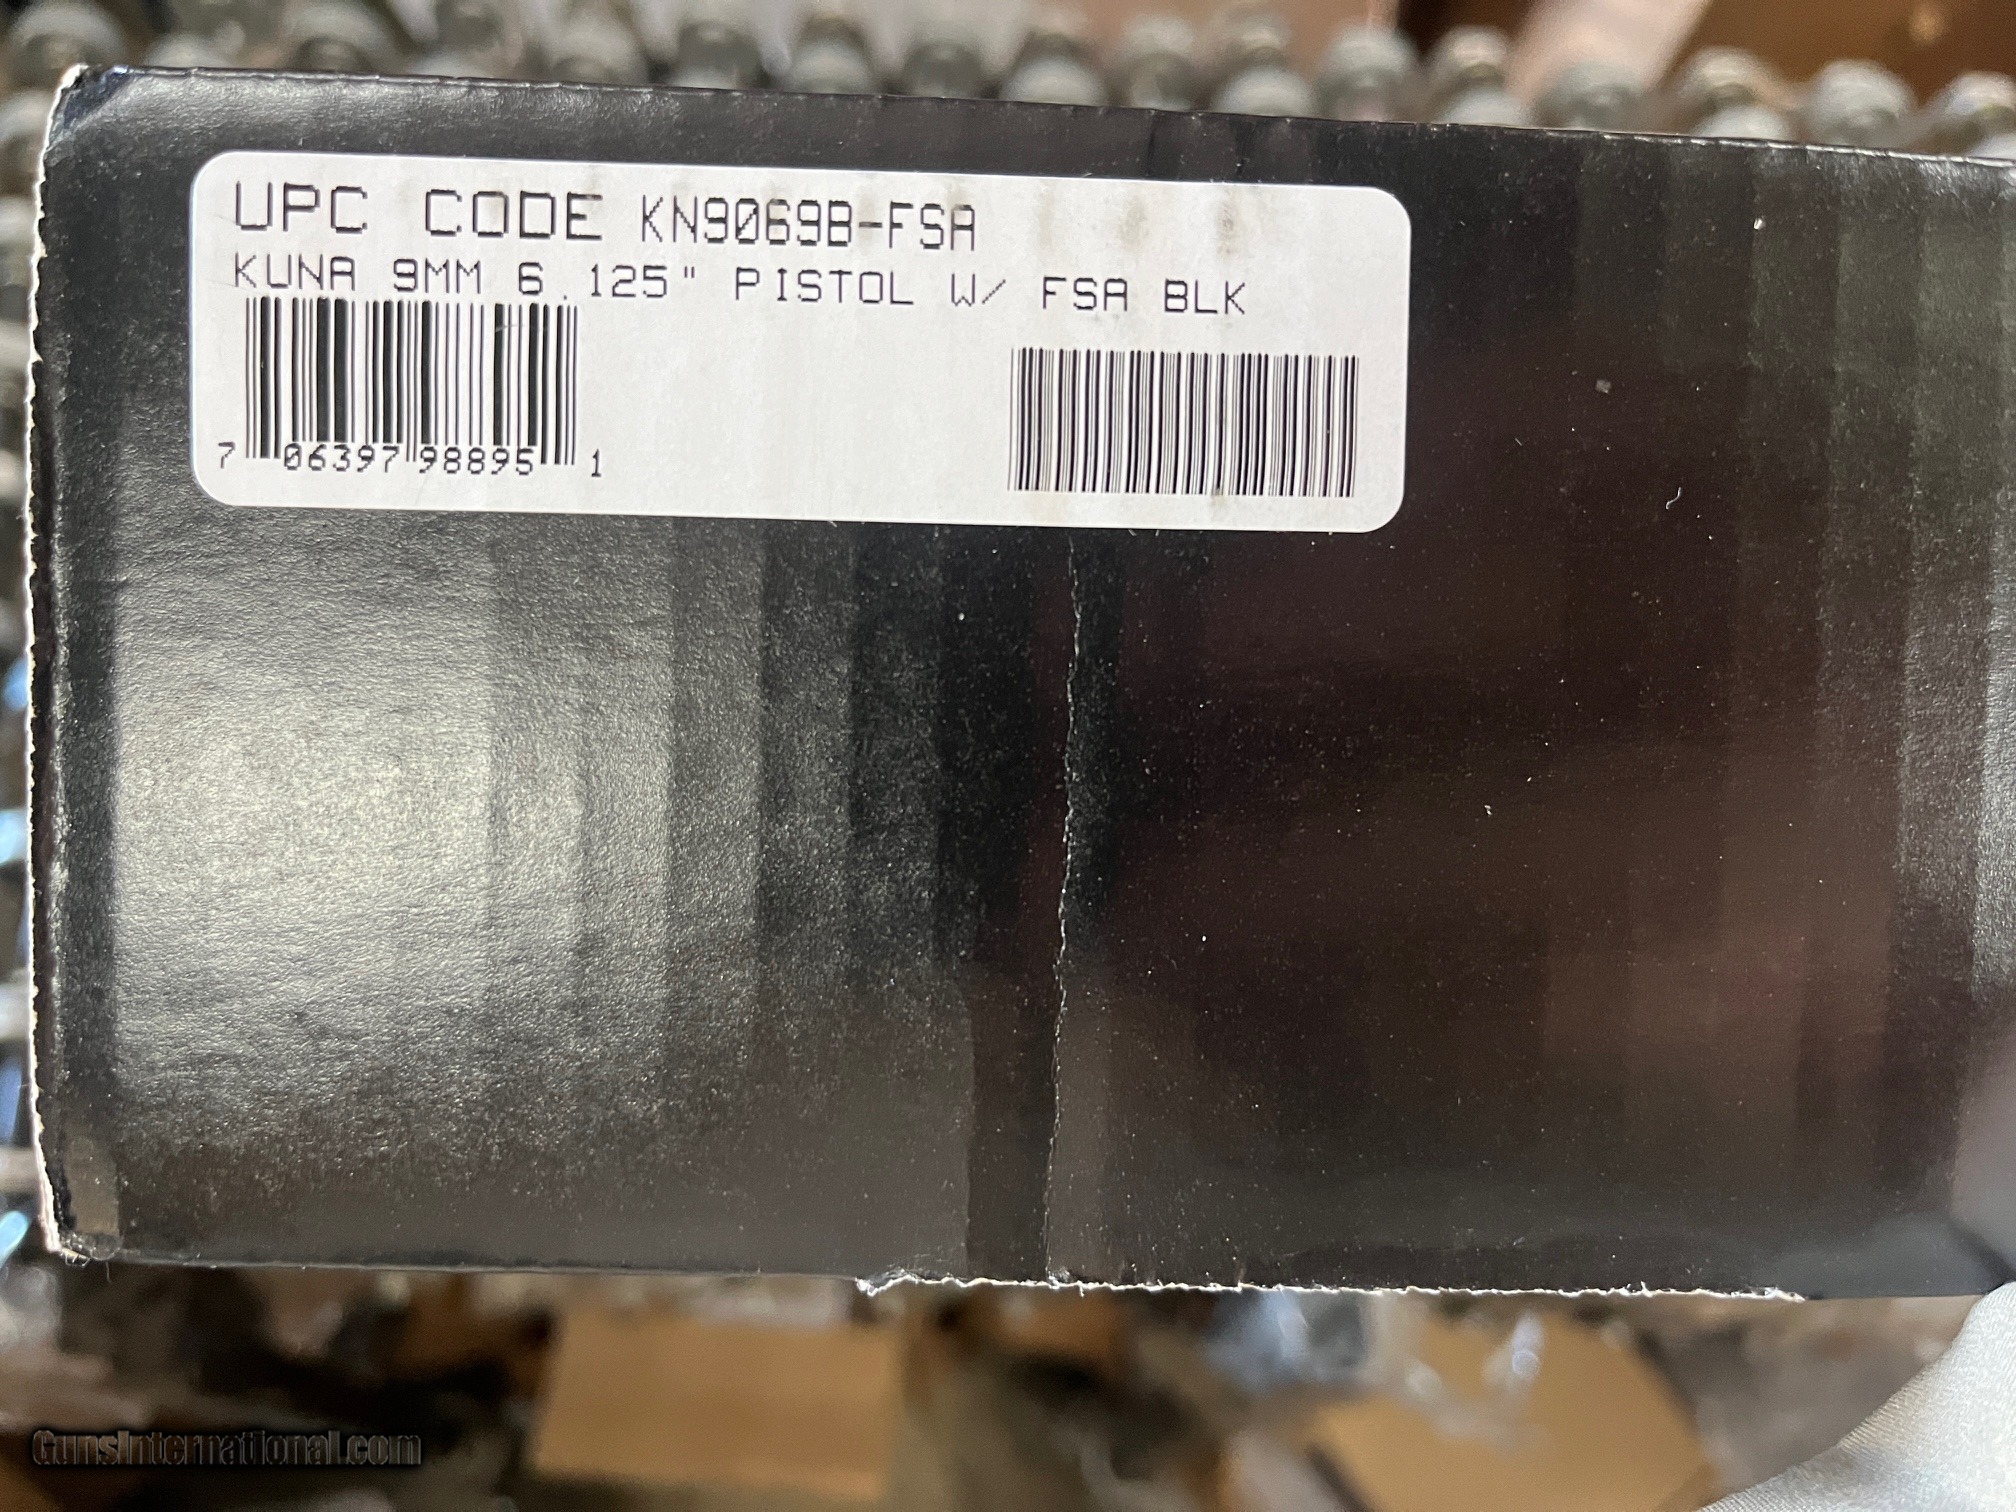 UPC CODE KN9069B-FSA
KUNA 9MM 6.125" PISTOL W/ FSA BLK
7 06397 98895 1
GunsInternational.com